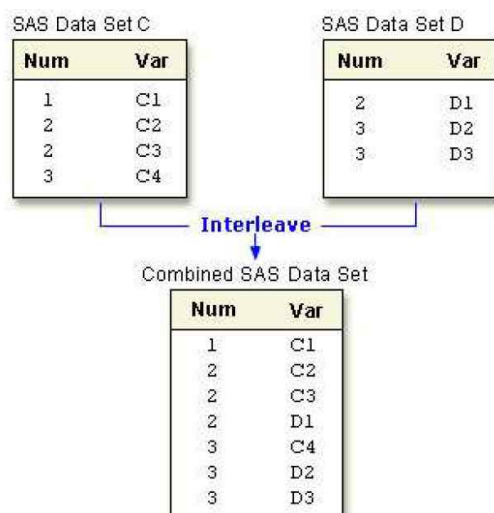 SAS Data Set C
Num Var
1 C1
2 C2
2 C3
3 C4
SAS Data Set D
Num Var
2 D1
3 D2
3 D3
Interleave
Combined SAS Data Set
Num Var
1 C1
2 C2
2 C3
2 D1
3 C4
3 D2
3 D3